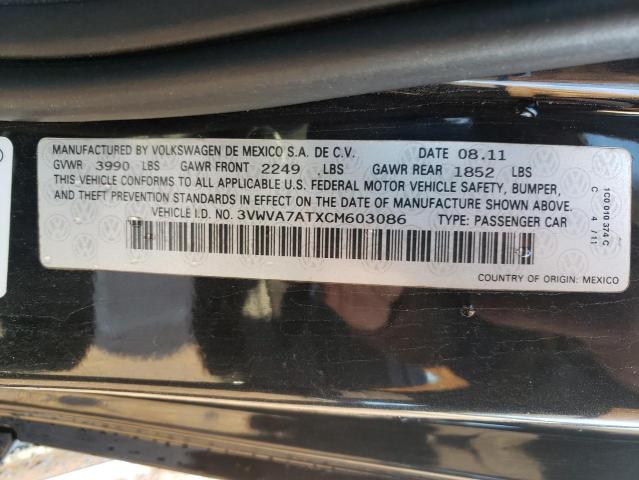 MANUFACTURED BY VOLKSWAGEN DE MEXICO S.A. DE C.V. DATE 08.11
GVWR 3990 LBS GAWR FRONT 2249 LBS GAWR REAR 1852 LBS
THIS VEHICLE CONFORMS TO ALL APPLICABLE U.S. FEDERAL MOTOR VEHICLE SAFETY, BUMPER,
AND THEFT PREVENTION STANDARDS IN EFFECT ON THE DATE OF MANUFACTURE SHOWN ABOVE.
VEHICLE I.D. NO. 3VWVA7ATXCM603086 TYPE: PASSENGER CAR
COUNTRY OF ORIGIN: MEXICO
1C0 010 374 C
C 4 /11